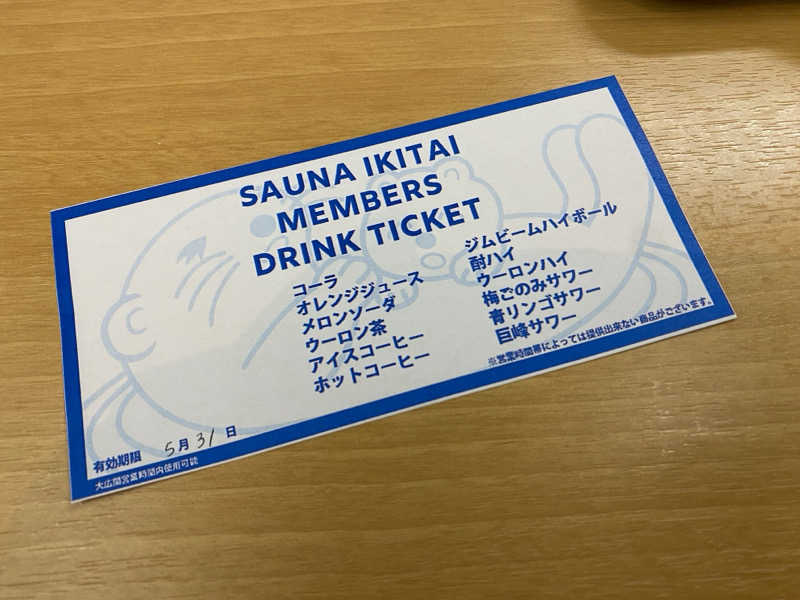 SAUNA IKITAI
MEMBERS
DRINK TICKET
コーラ
オレンジジュース
メロンソーダ
ウーロン茶
アイスコーヒー
ホットコーヒー
ジムビームハイボール
酎ハイ
ウーロンハイ
梅ごのみサワー
青リンゴサワー
巨峰サワー
※営業時間帯によっては提供出来ない商品がございます。
有効期限 5月31日
大広間営業時間内使用可能